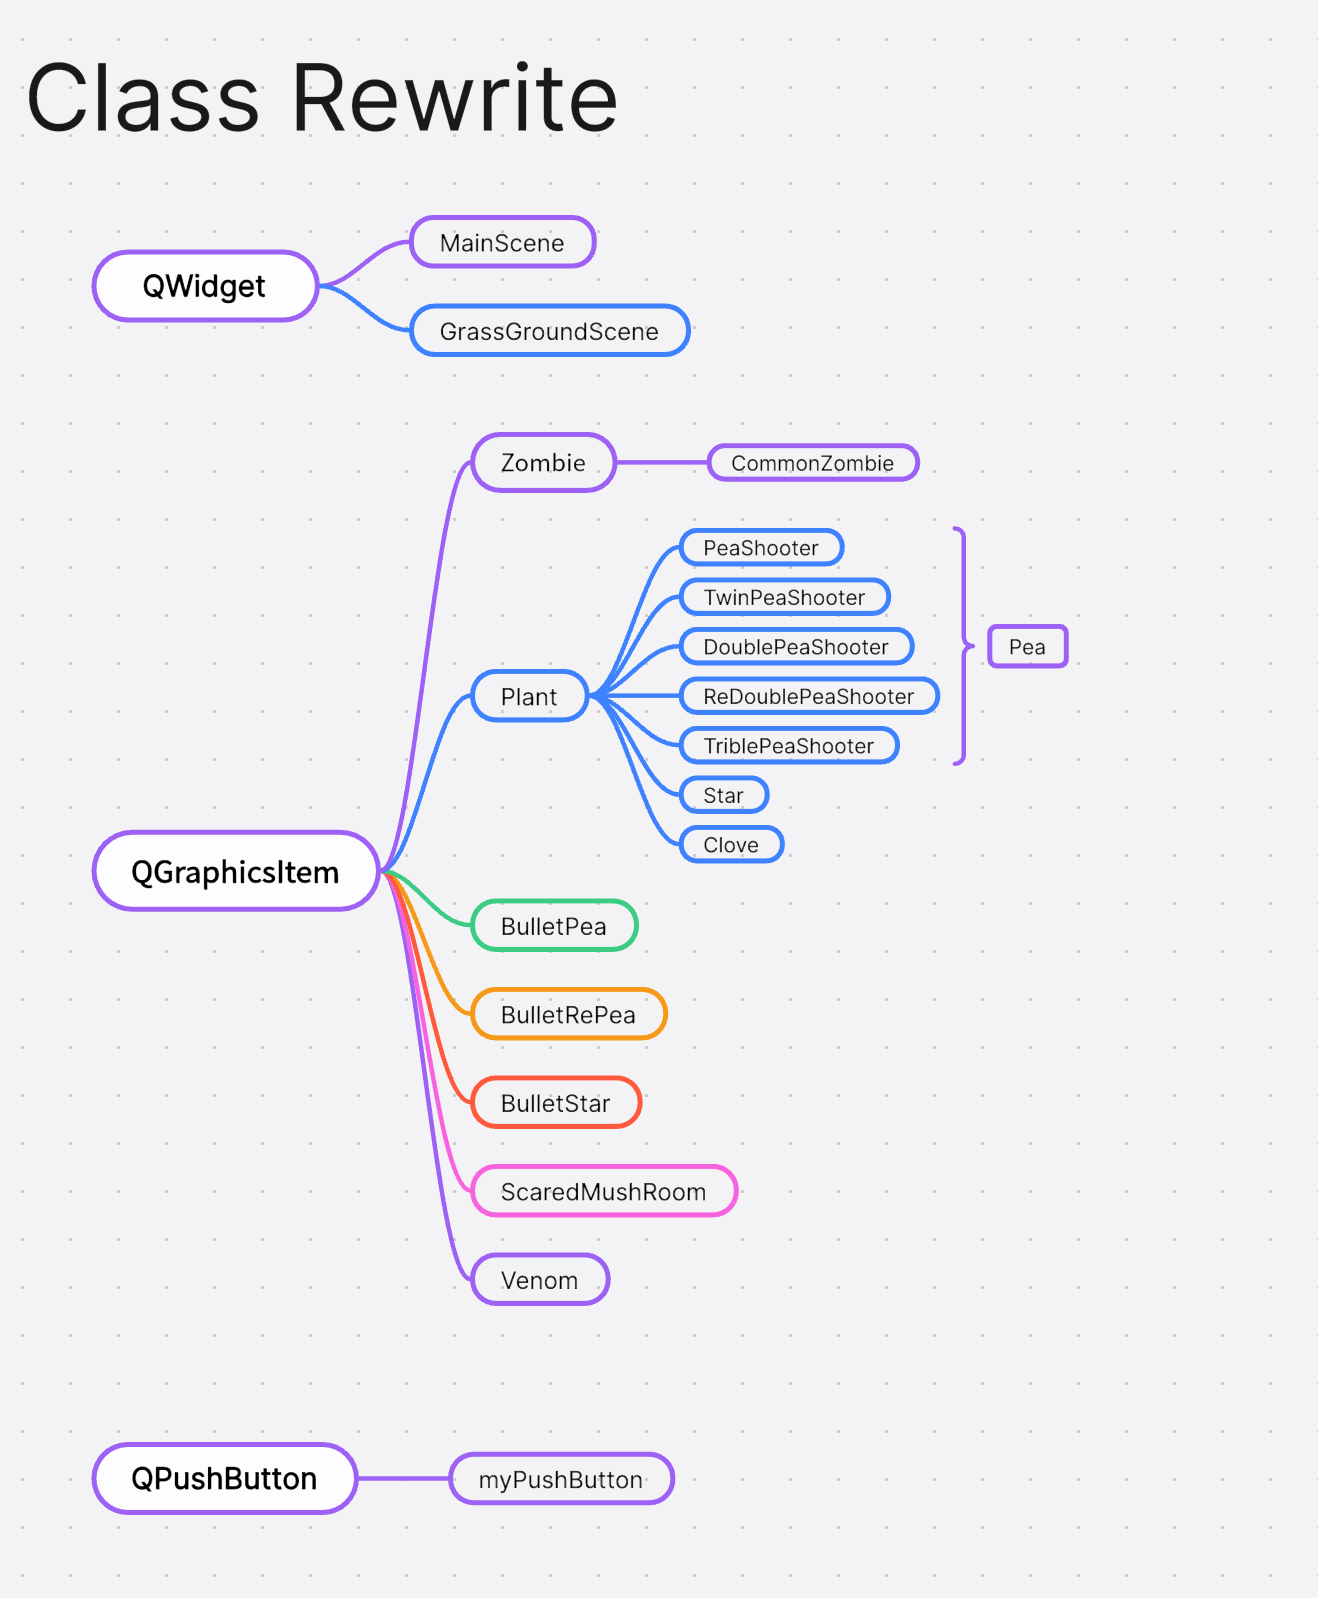 Class Rewrite
QWidget
MainScene
GrassGroundScene
QGraphicsItem
Zombie
CommonZombie
Plant
PeaShooter
TwinPeaShooter
DoublePeaShooter
ReDoublePeaShooter
TriblePeaShooter
Pea
Star
Clove
BulletPea
BulletRePea
BulletStar
ScaredMushRoom
Venom
QPushButton
myPushButton